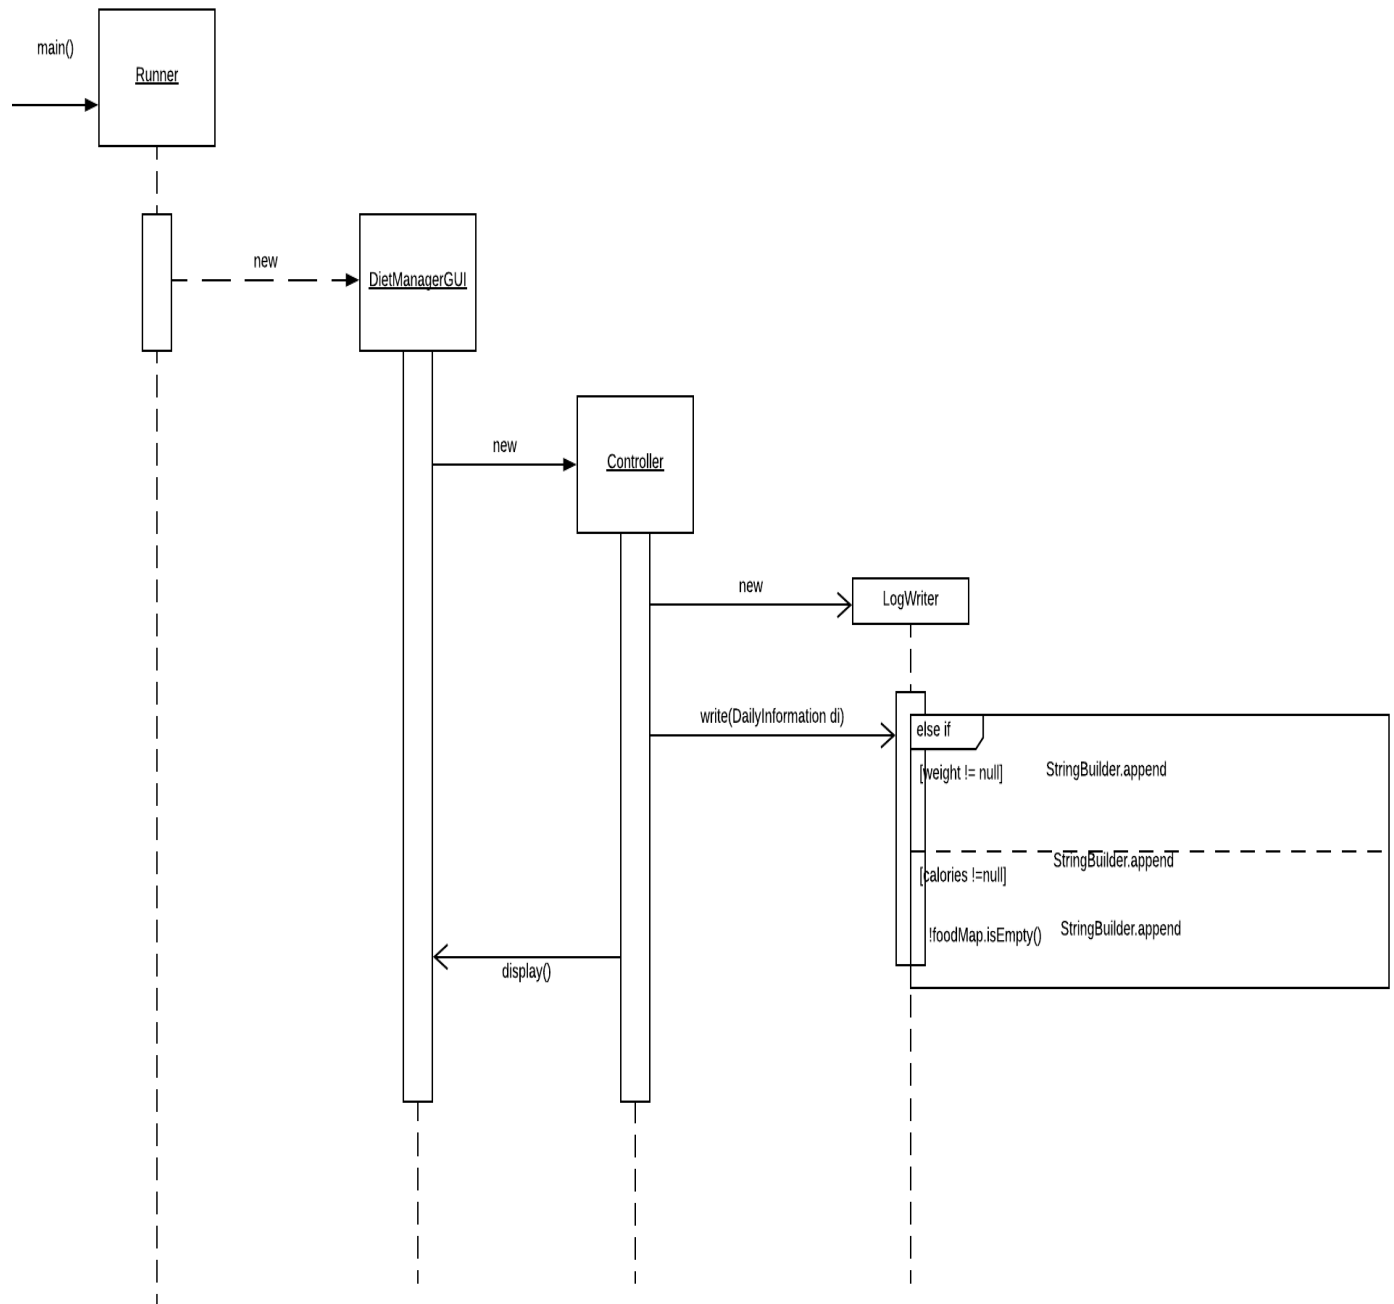 main()
Runner
new
DietManagerGUI
new
Controller
new
LogWriter
write(DailyInformation di)
else if
[weight != null]
StringBuilder.append
StringBuilder.append
[calories !=null]
!foodMap.isEmpty()
StringBuilder.append
display()